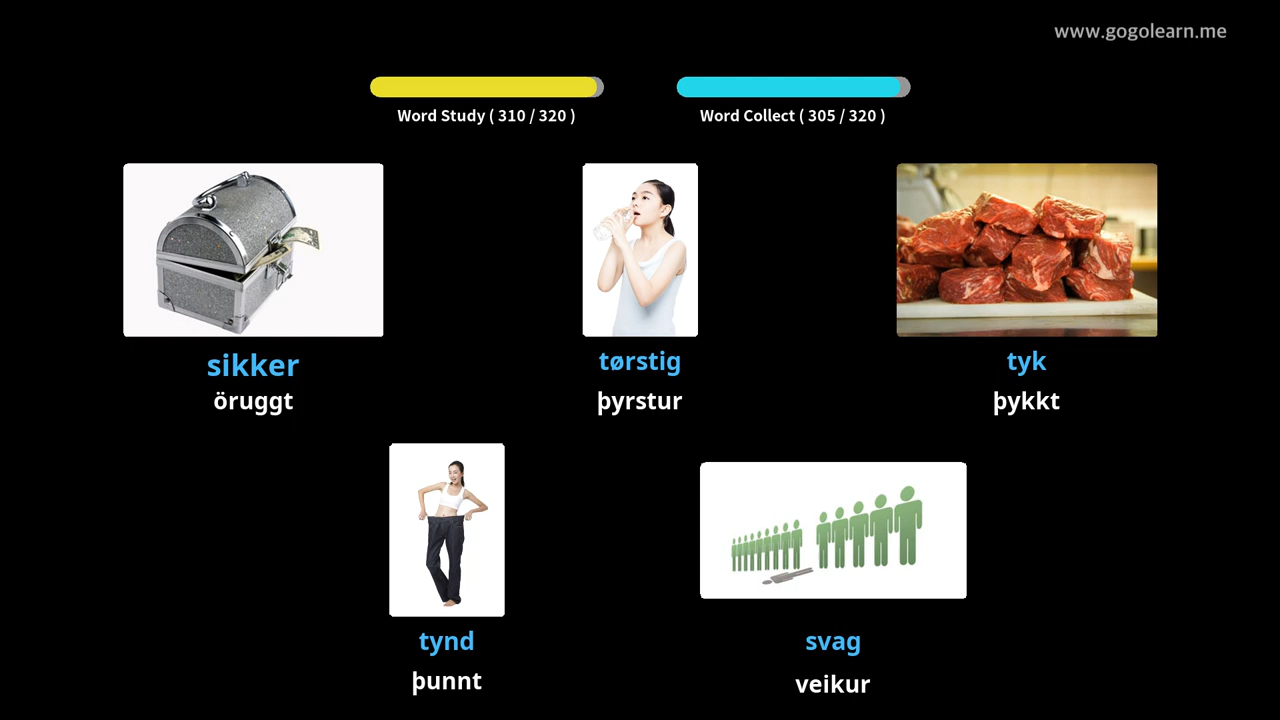 www.gogolearn.me
Word Study ( 310 / 320 )
Word Collect ( 305 / 320 )
sikker
öruggt
tørstig
þyrstur
tyk
þykkt
tynd
þunnt
svag
veikur